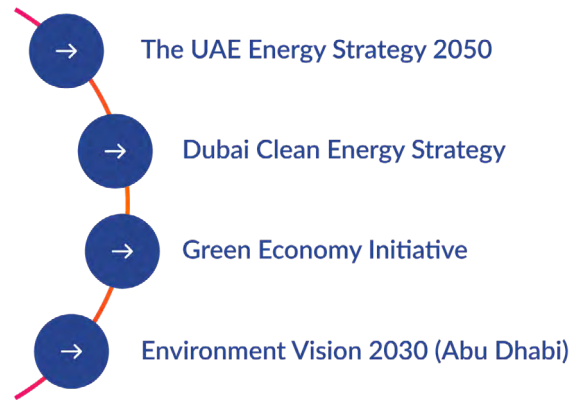 The UAE Energy Strategy 2050
Dubai Clean Energy Strategy
Green Economy Initiative
Environment Vision 2030 (Abu Dhabi)